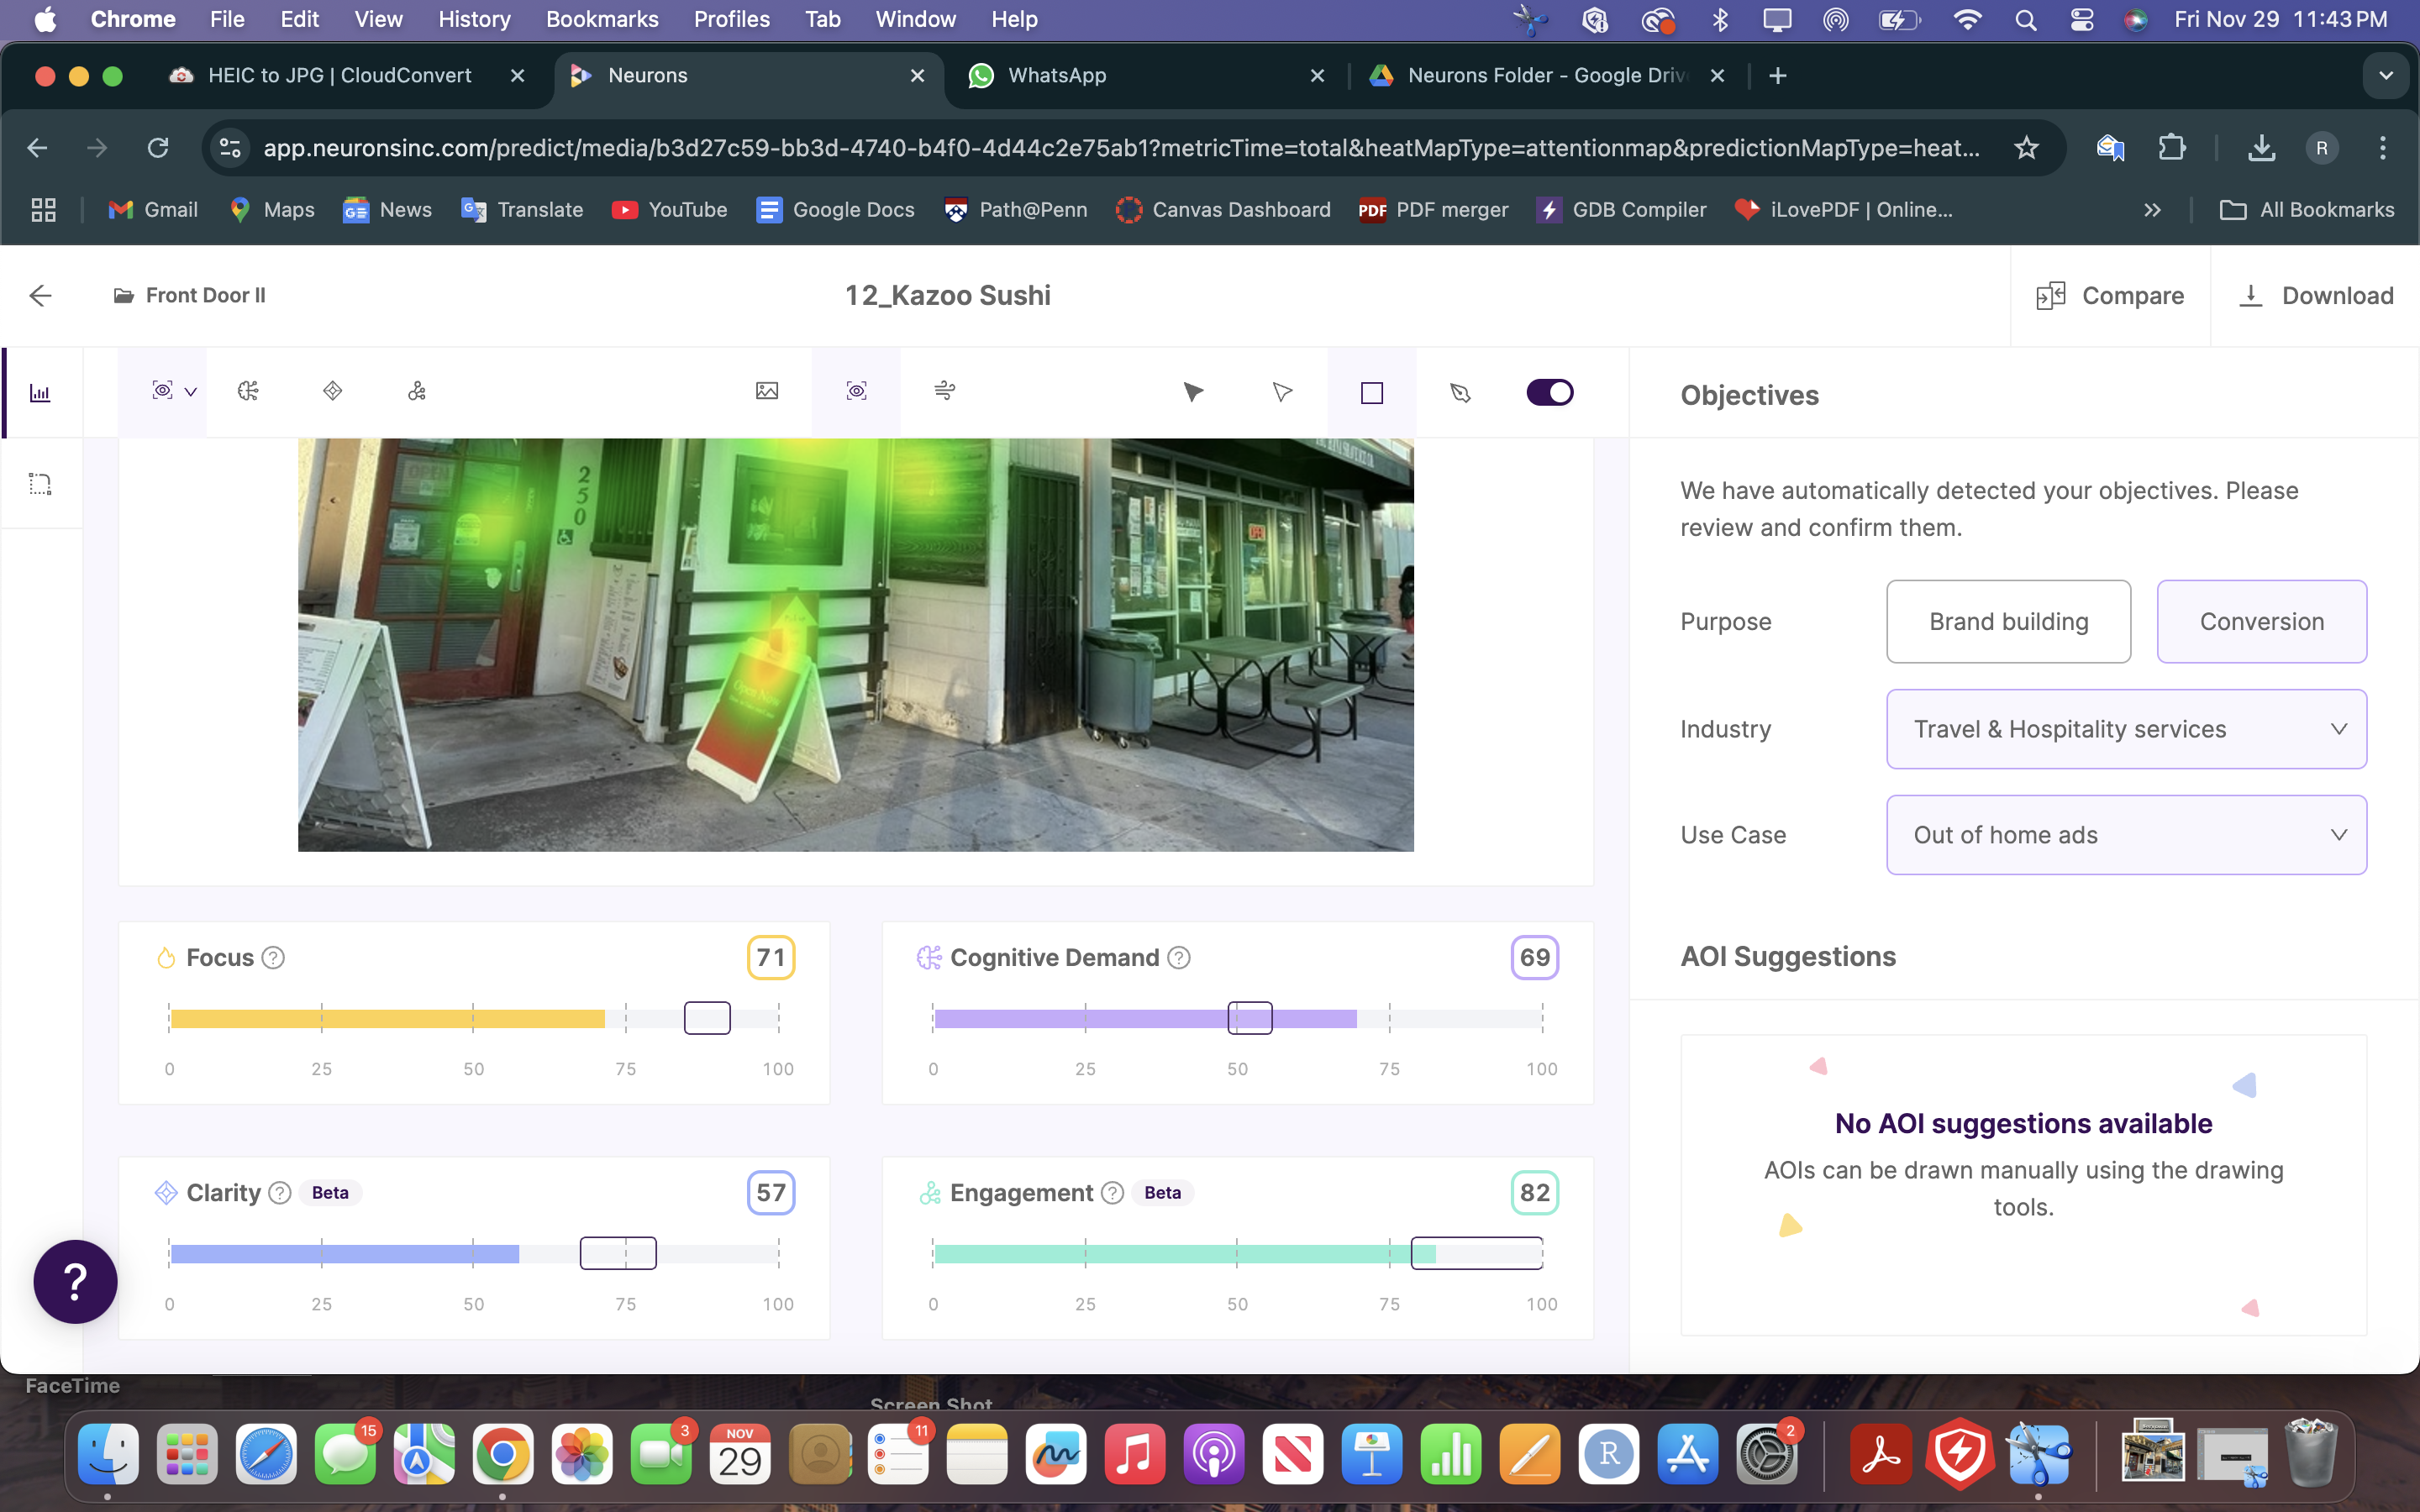 Chrome File Edit View History Bookmarks Profiles Tab Window Help Fri Nov 29 11:43 PM
HEIC to JPG | CloudConvert
Neurons
WhatsApp
Neurons Folder - Google Driv
app.neuronsinc.com/predict/media/b3d27c59-bb3d-4740-b4f0-4d44c2e75ab1?metricTime=total&heatMapType=attentionmap&predictionMapType=heat...
R
Gmail Maps News Translate YouTube Google Docs Path@Penn Canvas Dashboard PDF PDF merger GDB Compiler iLovePDF | Online... All Bookmarks
Front Door II
12_Kazoo Sushi
Compare
Download
Objectives
We have automatically detected your objectives. Please
review and confirm them.
Purpose
Brand building
Conversion
Industry
Travel & Hospitality services
Use Case
Out of home ads
AOI Suggestions
No AOI suggestions available
AOIs can be drawn manually using the drawing
tools.
OPEN
250
Open Now
Focus ? 71
0 25 50 75 100
Cognitive Demand ? 69
0 25 50 75 100
Clarity ? Beta 57
0 25 50 75 100
Engagement ? Beta 82
0 25 50 75 100
?
FaceTime
Screen Shot
15
3
NOV
29
11
2